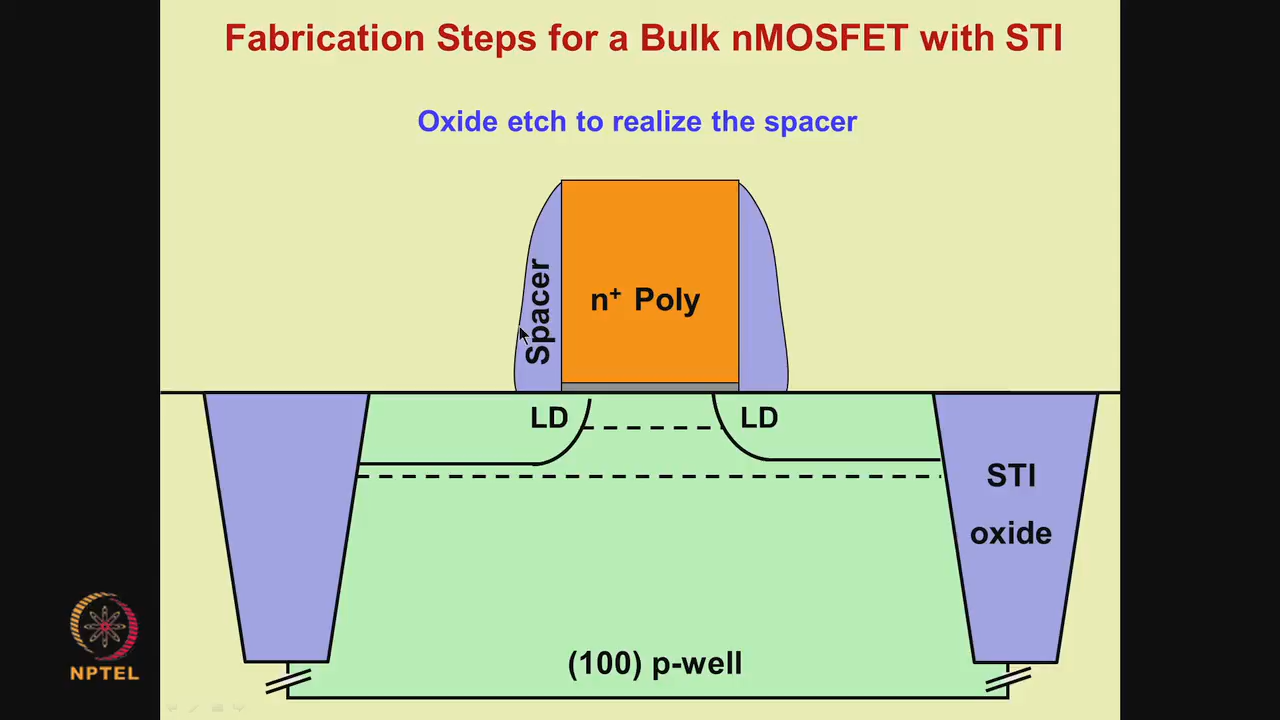 Fabrication Steps for a Bulk nMOSFET with STI
Oxide etch to realize the spacer
Spacer
n⁺ Poly
LD
LD
STI
oxide
(100) p-well
NPTEL